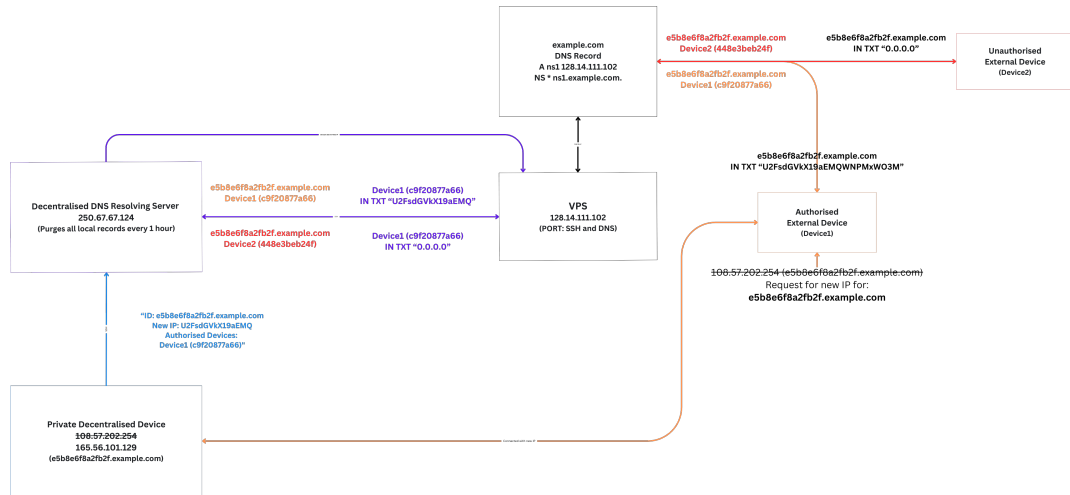 example.com
DNS Record
A ns1 128.14.111.102
NS * ns1.example.com.
e5b8e6f8a2fb2f.example.com
Device2 (448e3beb24f)
e5b8e6f8a2fb2f.example.com
IN TXT “0.0.0.0”
Unauthorised
External Device
(Device2)
e5b8e6f8a2fb2f.example.com
Device1 (c9f20877a66)
e5b8e6f8a2fb2f.example.com
IN TXT “U2FsdGVkX19aEMQWNPMxWO3M”
Decentralised DNS Resolving Server
250.67.67.124
(Purges all local records every 1 hour)
e5b8e6f8a2fb2f.example.com
Device1 (c9f20877a66)
Device1 (c9f20877a66)
IN TXT “U2FsdGVkX19aEMQ”
e5b8e6f8a2fb2f.example.com
Device2 (448e3beb24f)
Device1 (c9f20877a66)
IN TXT “0.0.0.0”
VPS
128.14.111.102
(PORT: SSH and DNS)
Authorised
External Device
(Device1)
108.57.202.254 (e5b8e6f8a2fb2f.example.com)
Request for new IP for:
e5b8e6f8a2fb2f.example.com
“ID: e5b8e6f8a2fb2f.example.com
New IP: U2FsdGVkX19aEMQ
Authorised Devices:
Device1 (c9f20877a66)”
Private Decentralised Device
108.57.202.254
165.56.101.129
(e5b8e6f8a2fb2f.example.com)